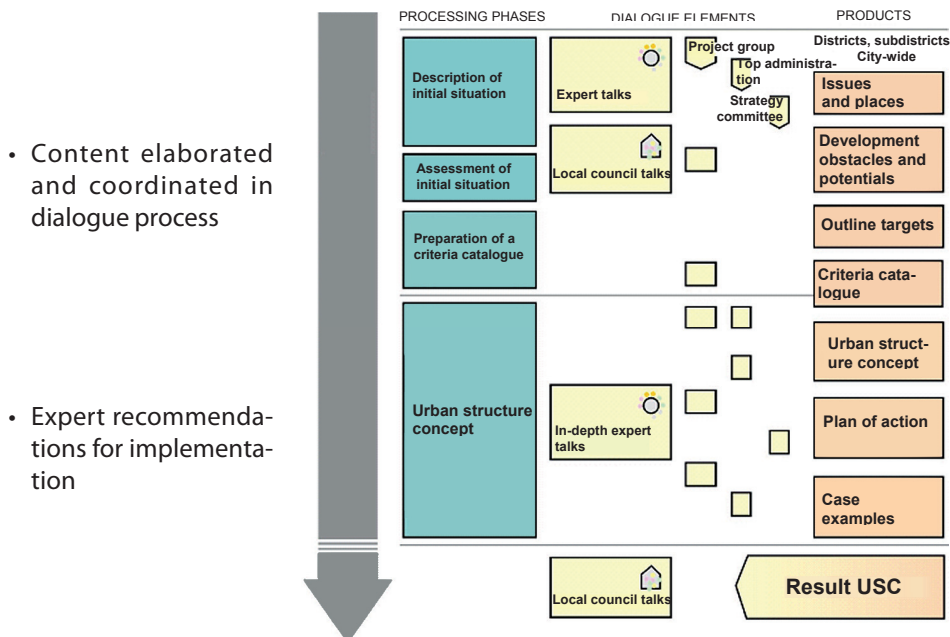 PROCESSING PHASES
DIALOGUE ELEMENTS
PRODUCTS
• Content elaborated
and coordinated in
dialogue process
• Expert recommenda-
tions for implementa-
tion
Description of
initial situation
Assessment of
initial situation
Preparation of a
criteria catalogue
Urban structure
concept
Expert talks
Project group
Top administra-
tion
Strategy
committee
Local council talks
In-depth expert
talks
Local council talks
Districts, subdistricts
City-wide
Issues
and places
Development
obstacles and
potentials
Outline targets
Criteria cata-
logue
Urban struct-
ure concept
Plan of action
Case
examples
Result USC